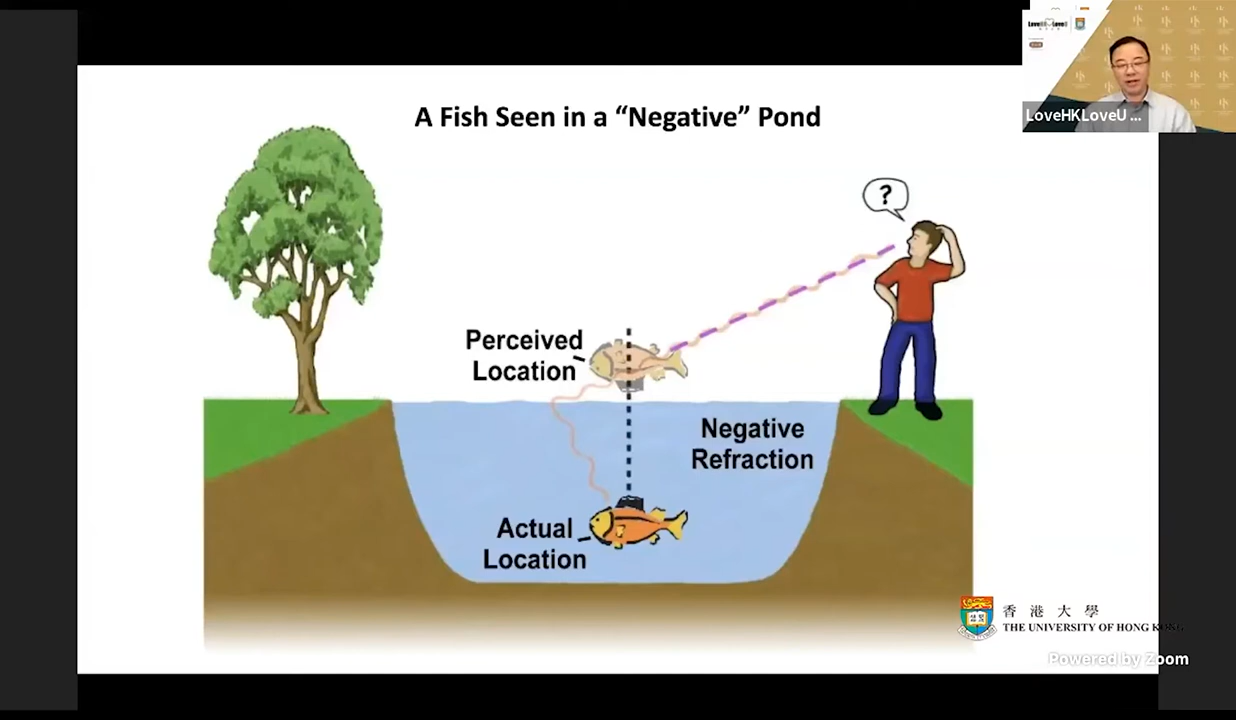 A Fish Seen in a “Negative” Pond
LoveHKLoveU ...
?
Perceived
Location
Negative
Refraction
Actual
Location
香港大學
THE UNIVERSITY OF HONG KONG
Powered by Zoom